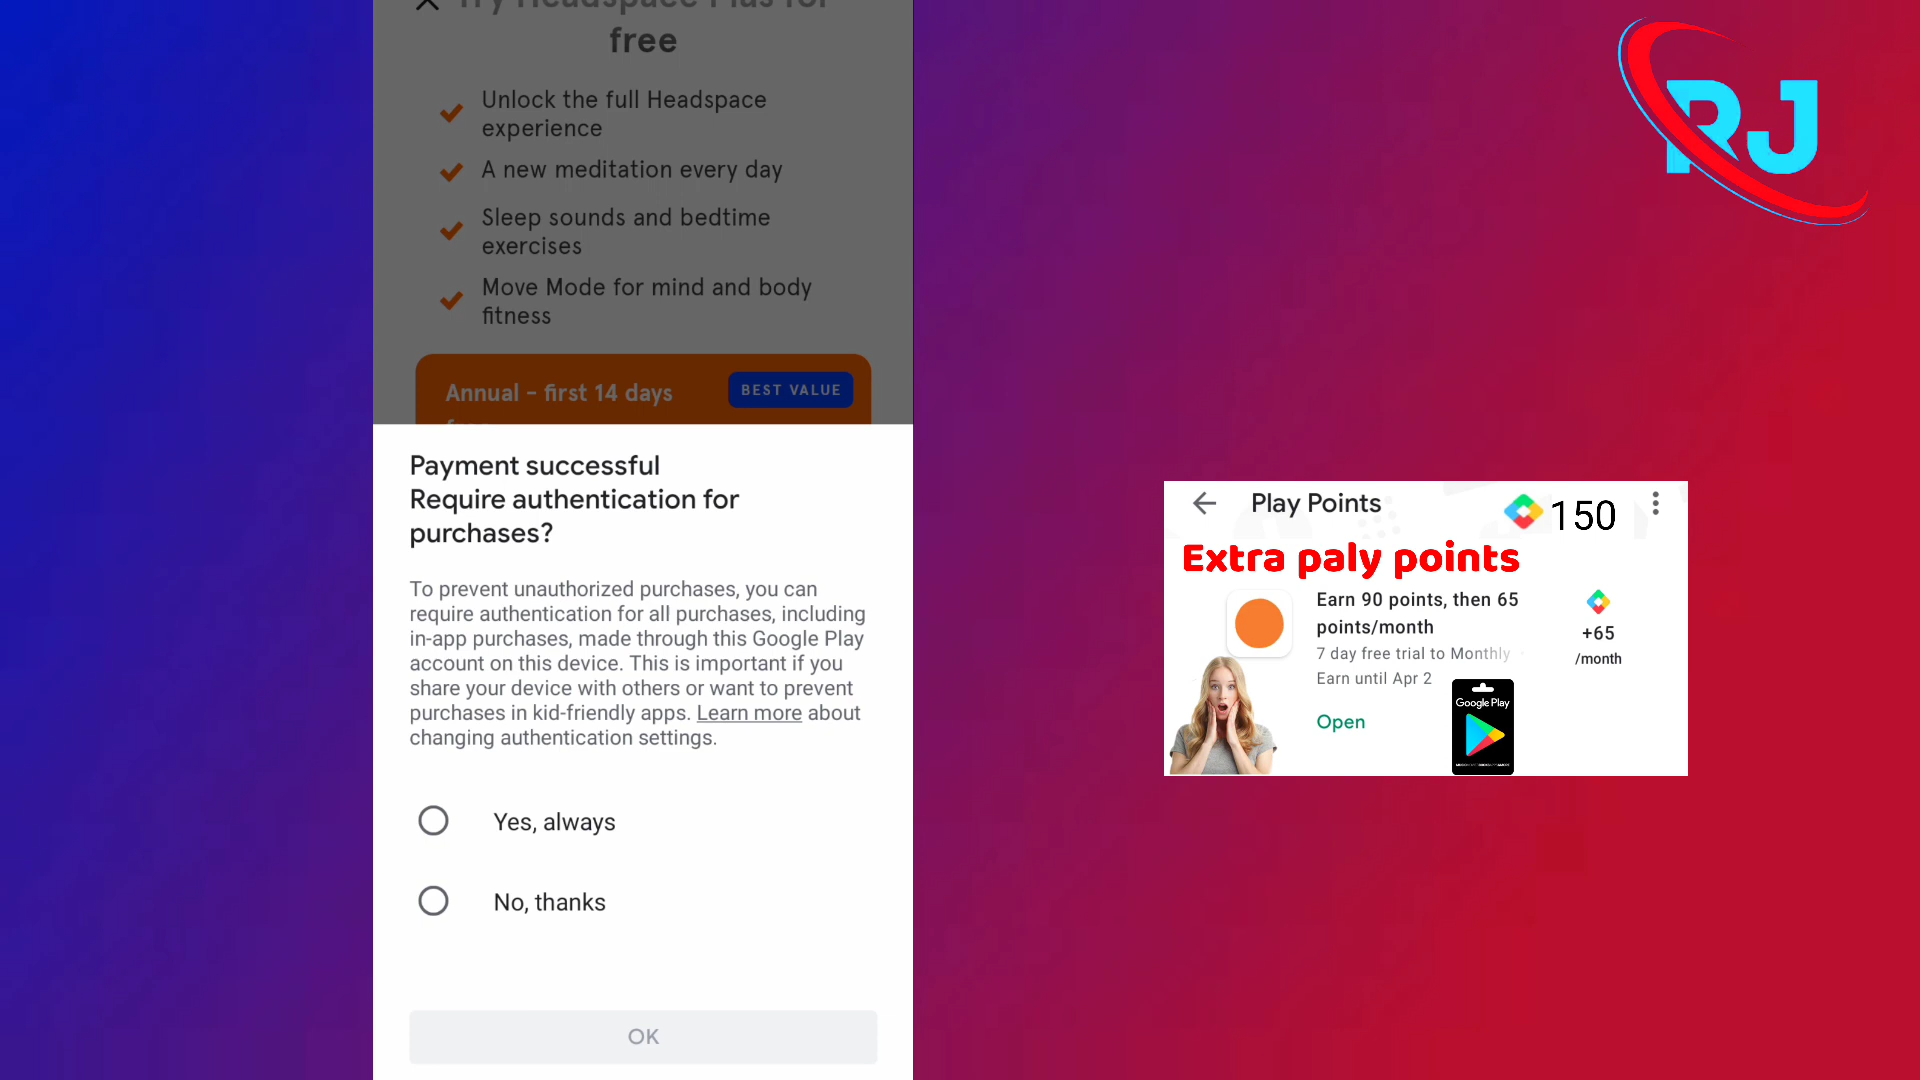 Try Headspace Plus for
free
Unlock the full Headspace
experience
A new meditation every day
Sleep sounds and bedtime
exercises
Move Mode for mind and body
fitness
Annual - first 14 days
BEST VALUE
Payment successful
Require authentication for
purchases?
To prevent unauthorized purchases, you can
require authentication for all purchases, including
in-app purchases, made through this Google Play
account on this device. This is important if you
share your device with others or want to prevent
purchases in kid-friendly apps. Learn more about
changing authentication settings.
Yes, always
No, thanks
OK
RJ
Play Points
150
Extra paly points
Earn 90 points, then 65
points/month
7 day free trial to Monthly
Earn until Apr 2
Open
+65
/month
Google Play